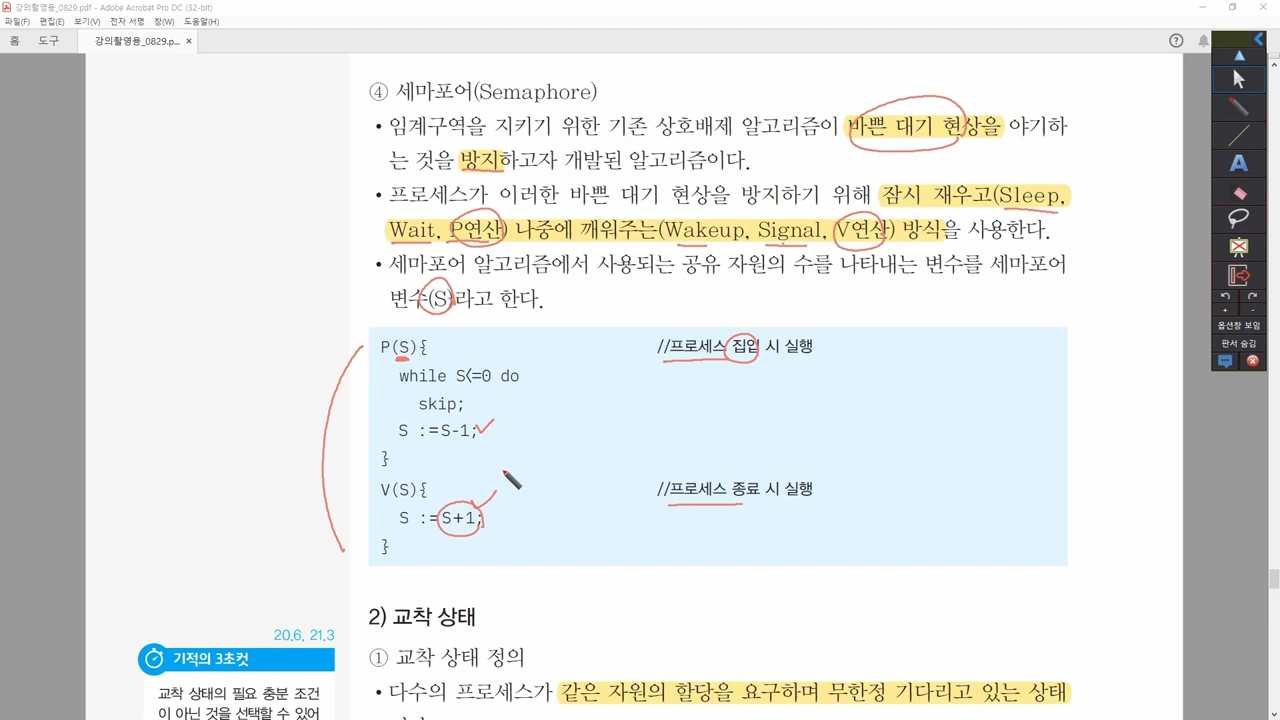 강의촬영용_0829.pdf - Adobe Acrobat Pro DC (32-bit)
파일(F) 편집(E) 보기(V) 전자 서명 창(W) 도움말(H)
홈 도구 강의촬영용_0829.p... ×
④ 세마포어(Semaphore)
• 임계구역을 지키기 위한 기존 상호배제 알고리즘이 바쁜 대기 현상을 야기하
는 것을 방지하고자 개발된 알고리즘이다.
• 프로세스가 이러한 바쁜 대기 현상을 방지하기 위해 잠시 재우고(Sleep,
Wait, P연산) 나중에 깨워주는(Wakeup, Signal, V연산) 방식을 사용한다.
• 세마포어 알고리즘에서 사용되는 공유 자원의 수를 나타내는 변수를 세마포어
변수(S)라고 한다.
P(S){ //프로세스 진입 시 실행
while S<=0 do
skip;
S :=S-1;
}
V(S){ //프로세스 종료 시 실행
S :=S+1;
}
2) 교착 상태
20.6, 21.3
기적의 3초컷
① 교착 상태 정의
교착 상태의 필요 충분 조건
• 다수의 프로세스가 같은 자원의 할당을 요구하며 무한정 기다리고 있는 상태
이 아닌 것을 선택할 수 있어
A
+ -
옵션창 보임
판서 숨김